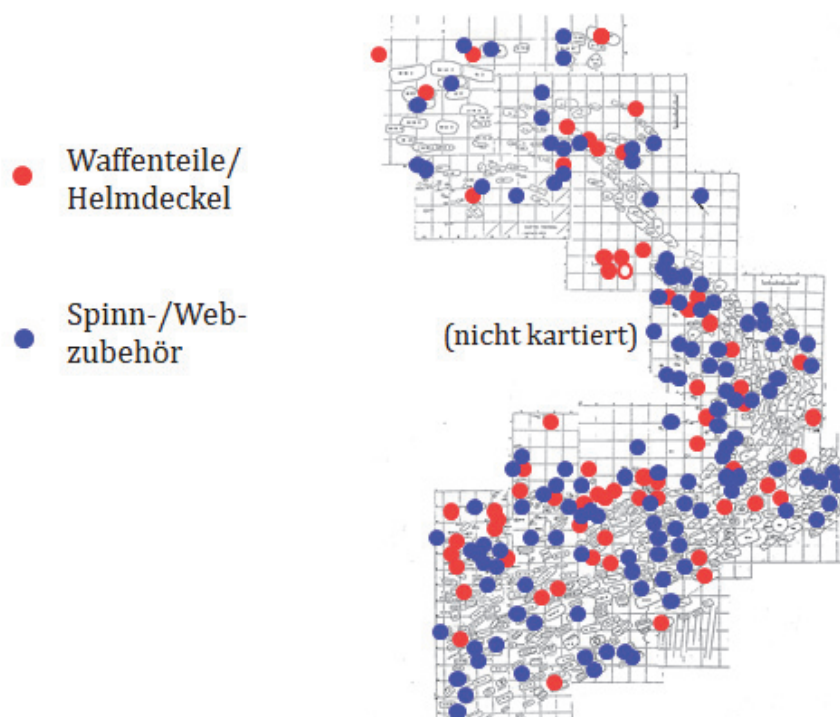 Waffenteile/
Helmdeckel
Spinn-/Web-
zubehör
(nicht kartiert)